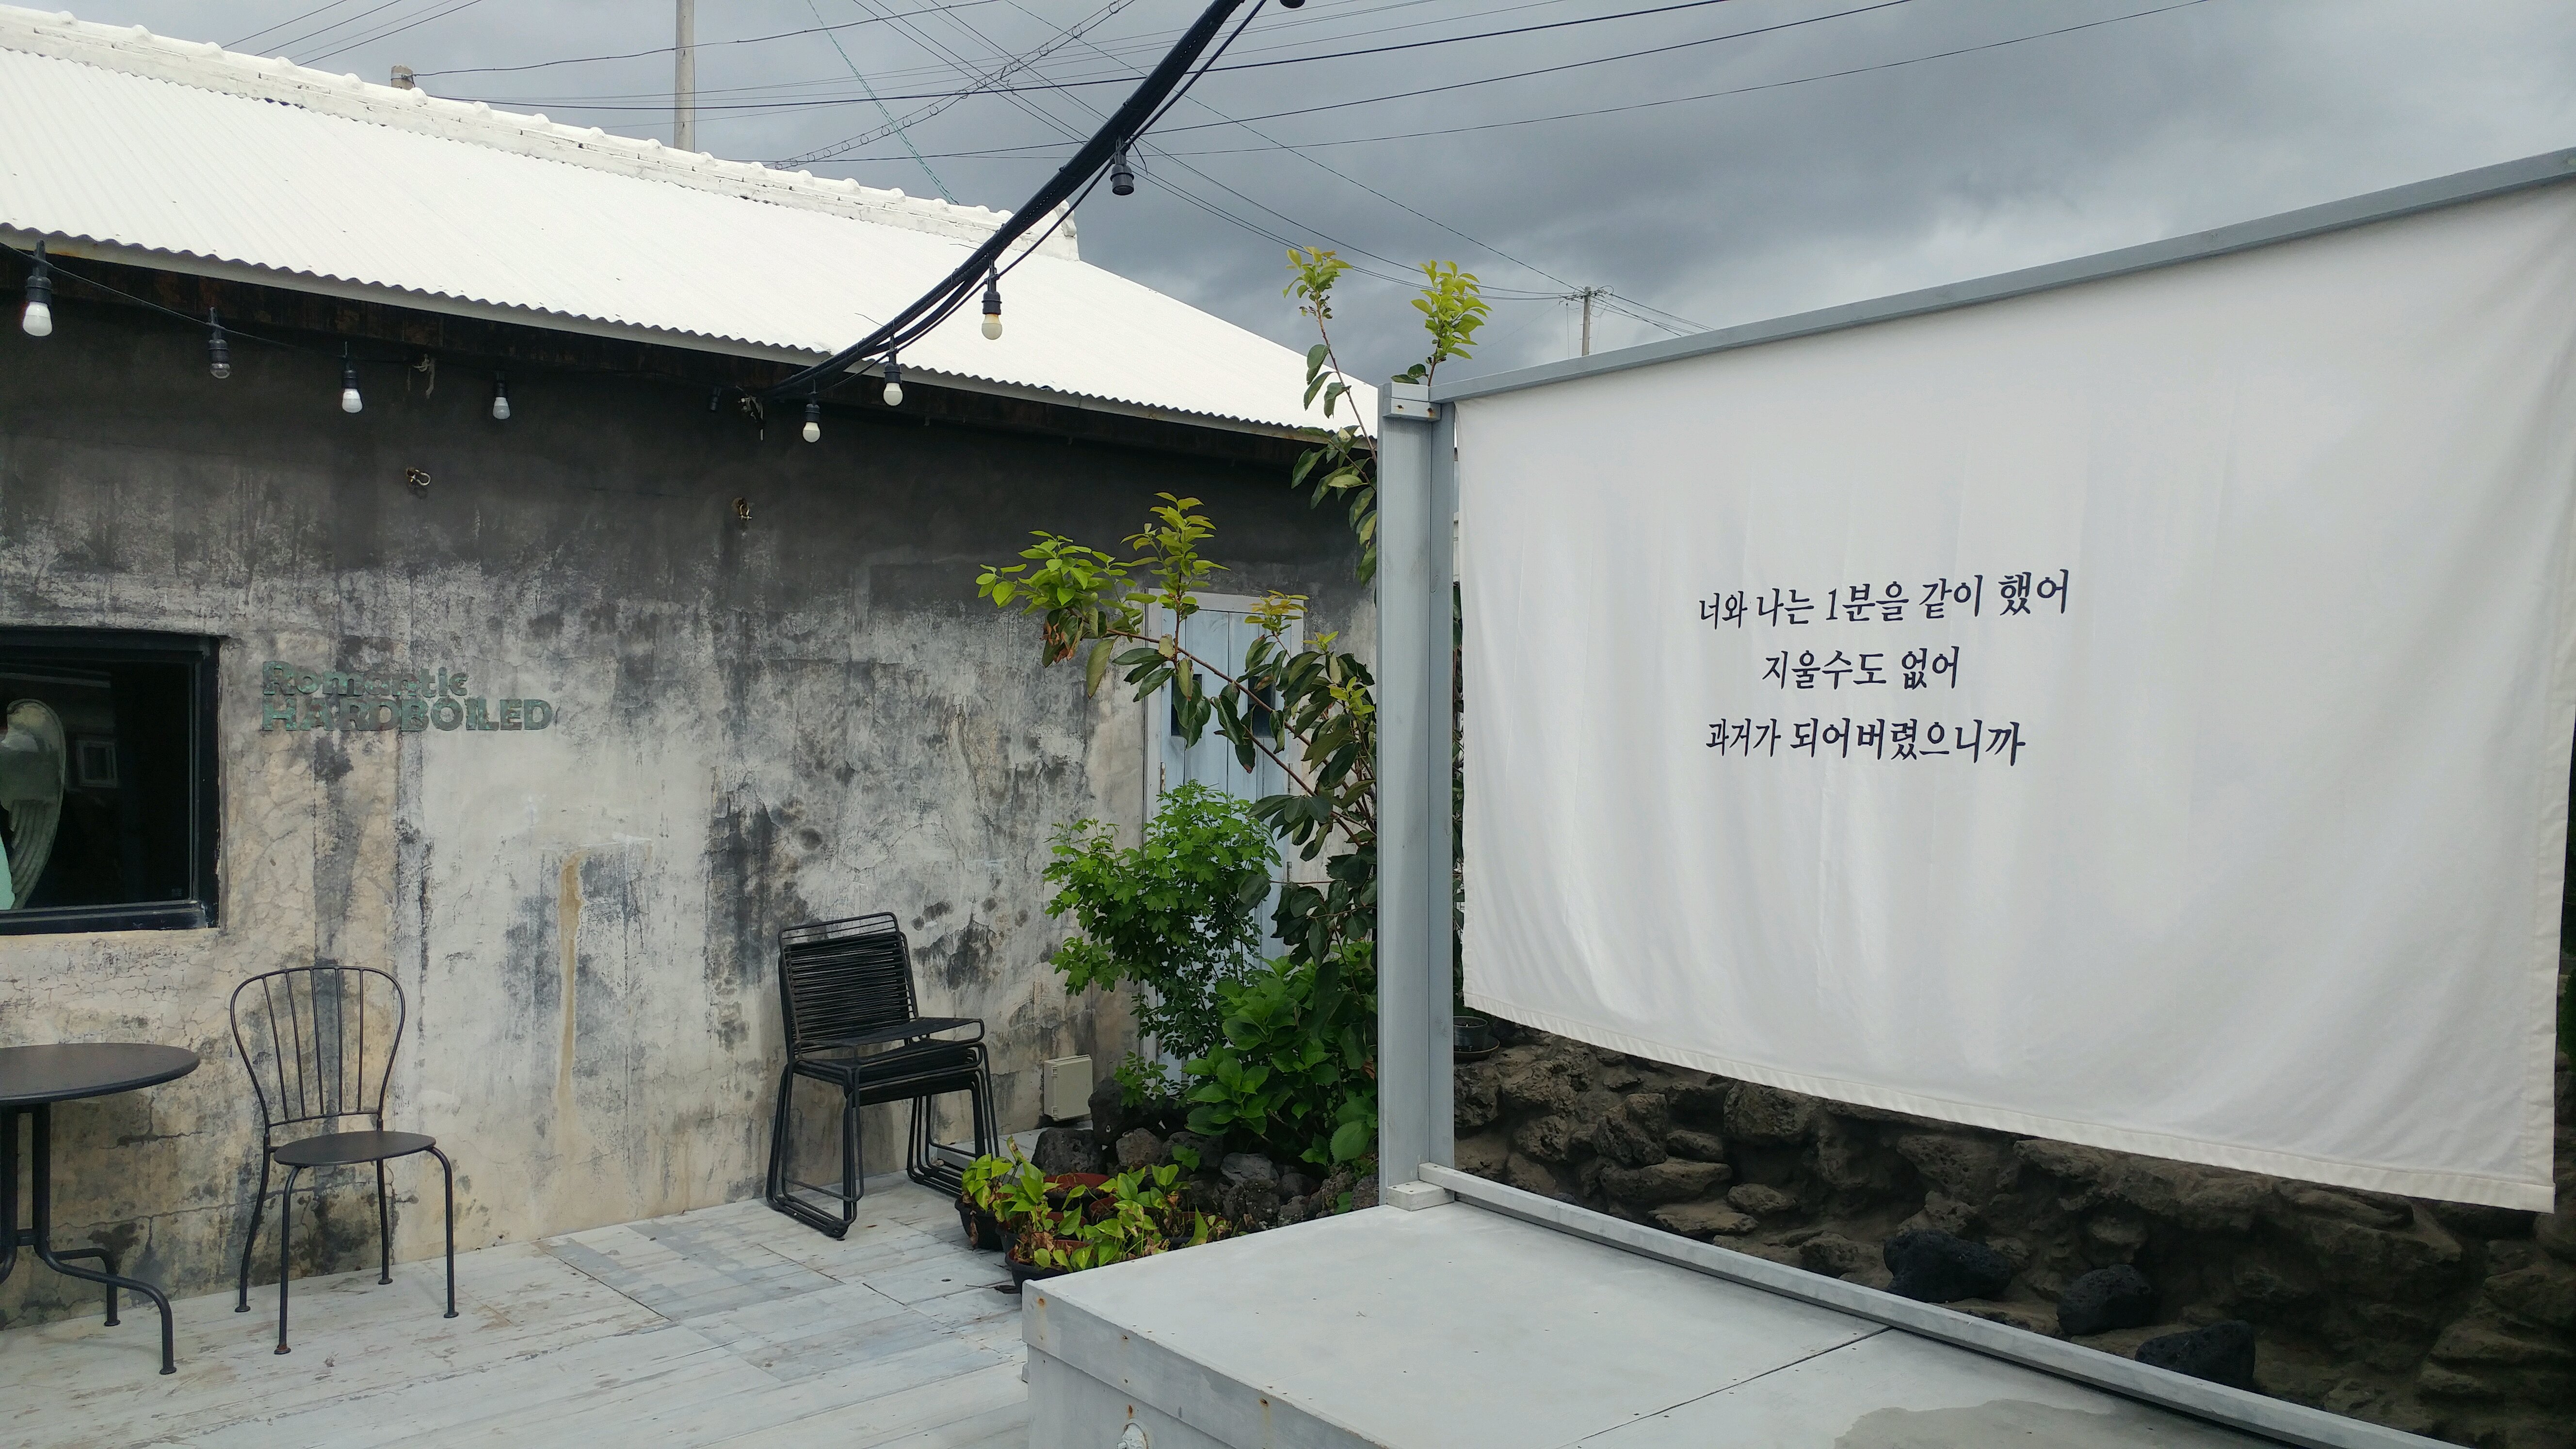 Romantic
HARDBOILED
너와 나는 1분을 같이 했어
지울수도 없어
과거가 되어버렸으니까